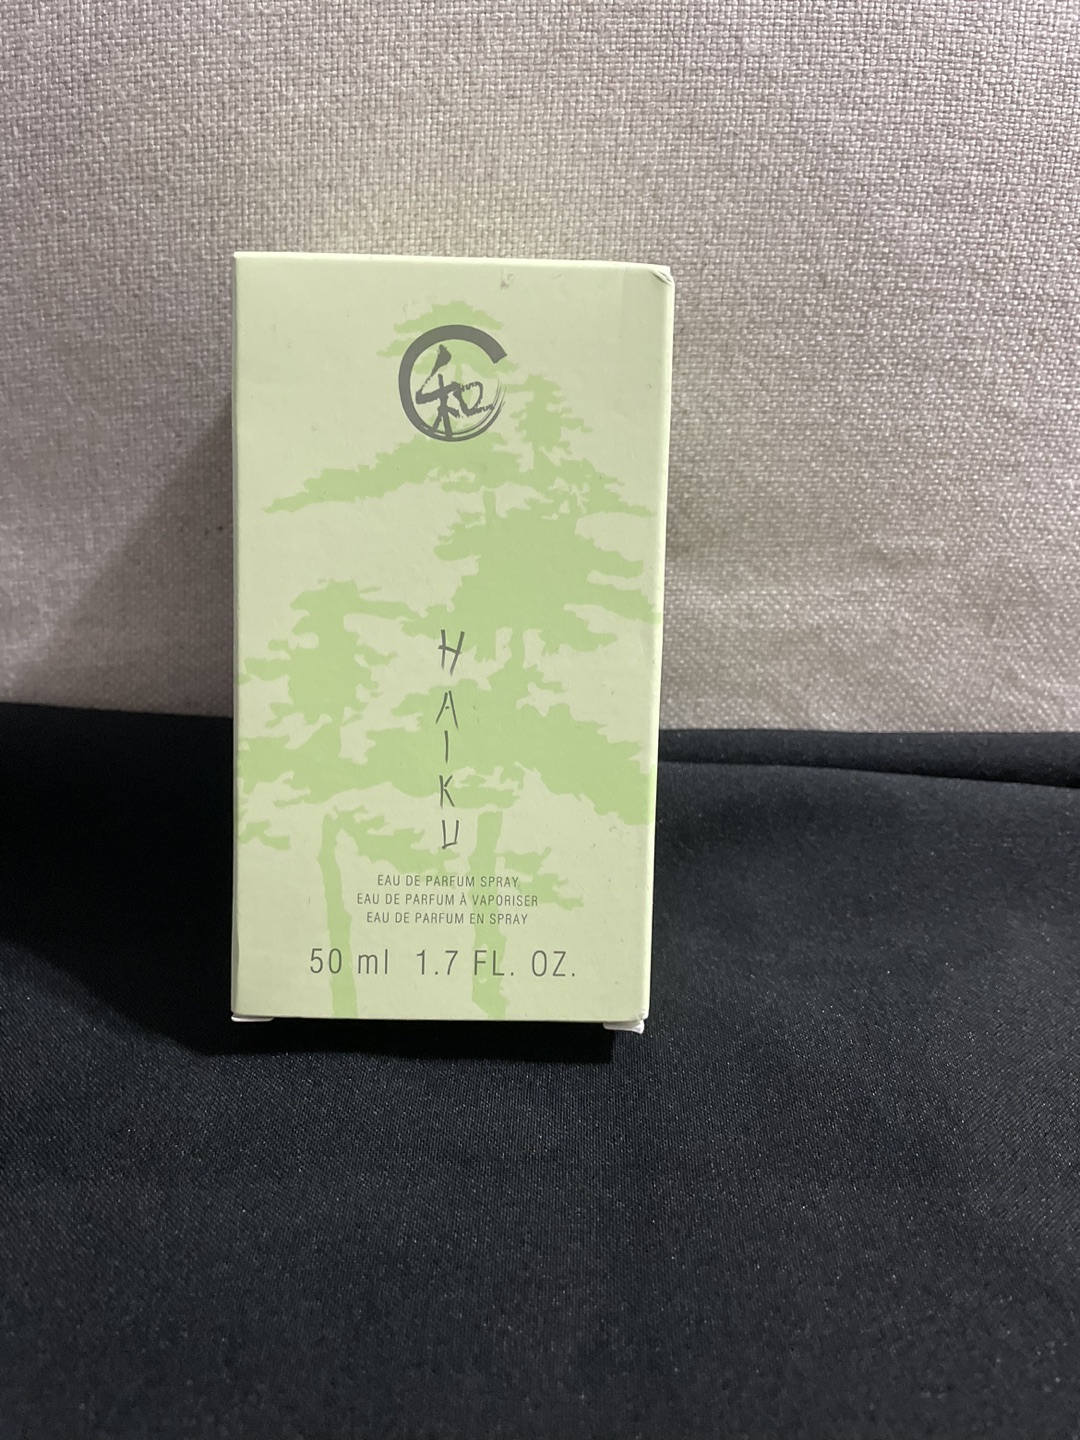 和
HAIKU
EAU DE PARFUM SPRAY
EAU DE PARFUM À VAPORISER
EAU DE PARFUM EN SPRAY
50 ml 1.7 FL. OZ.